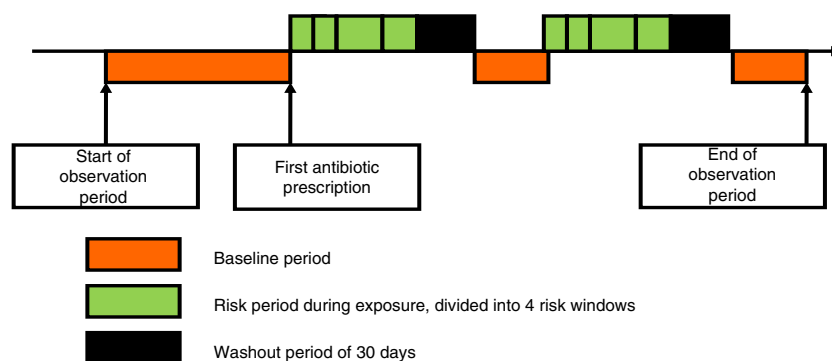 Start of
observation
period
First antibiotic
prescription
End of
observation
period
Baseline period
Risk period during exposure, divided into 4 risk windows
Washout period of 30 days